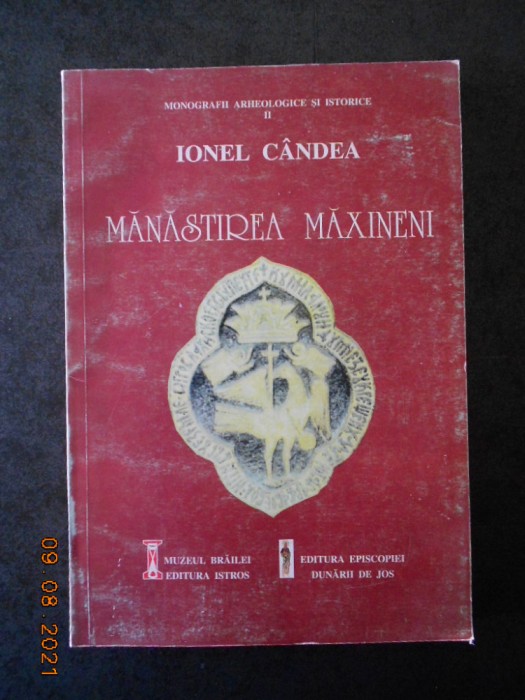 MONOGRAFII ARHEOLOGICE ȘI ISTORICE
II
IONEL CÂNDEA
MĂNĂSTIREA MĂXINENI
MUZEUL BRĂILEI
EDITURA ISTROS
EDITURA EPISCOPIEI
DUNĂRII DE JOS
09 08 2021